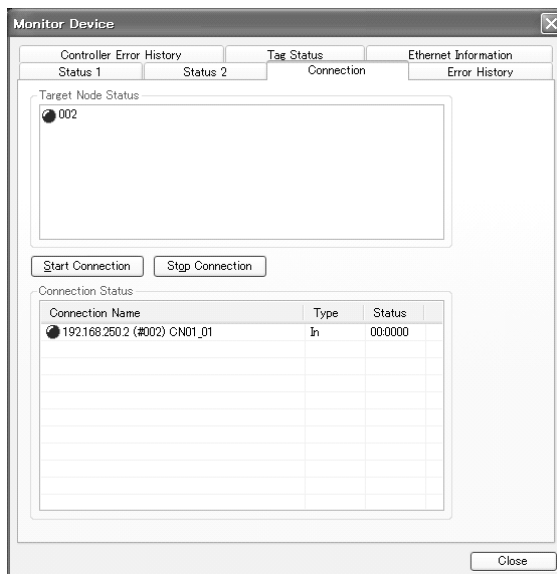 Monitor Device
Controller Error History Tag Status Ethernet Information
Status 1 Status 2 Connection Error History
Target Node Status
002
Start Connection Stop Connection
Connection Status
Connection Name Type Status
192.168.250.2 (#002) CN01_01 In 00:0000
Close